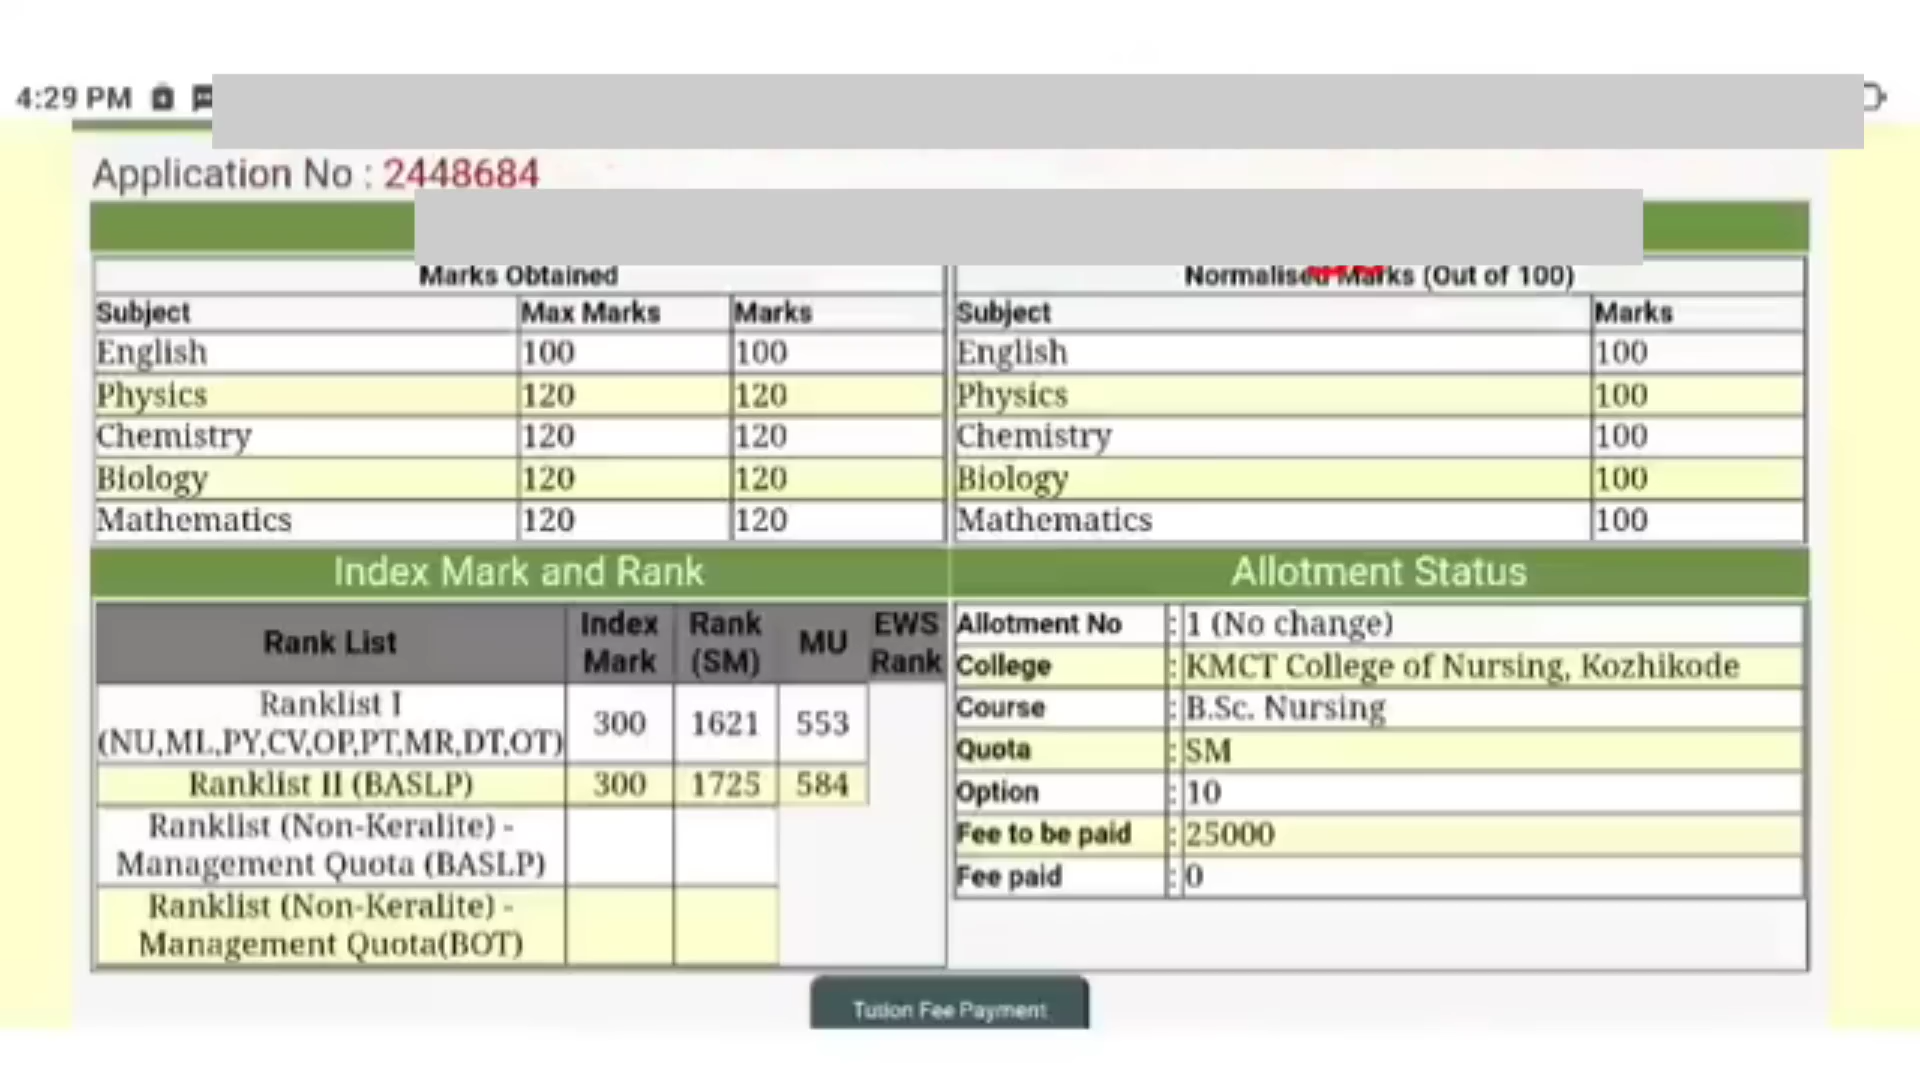 4:29 PM
Application No : 2448684
Marks Obtained
Subject Max Marks Marks
English 100 100
Physics 120 120
Chemistry 120 120
Biology 120 120
Mathematics 120 120
Normalised Marks (Out of 100)
Subject Marks
English 100
Physics 100
Chemistry 100
Biology 100
Mathematics 100
Index Mark and Rank
Rank List Index Mark Rank (SM) MU EWS Rank
Ranklist I
(NU,ML,PY,CV,OP,PT,MR,DT,OT) 300 1621 553
Ranklist II (BASLP) 300 1725 584
Ranklist (Non-Keralite) -
Management Quota (BASLP)
Ranklist (Non-Keralite) -
Management Quota(BOT)
Allotment Status
Allotment No : 1 (No change)
College : KMCT College of Nursing, Kozhikode
Course : B.Sc. Nursing
Quota : SM
Option : 10
Fee to be paid : 25000
Fee paid : 0
Tution Fee Payment